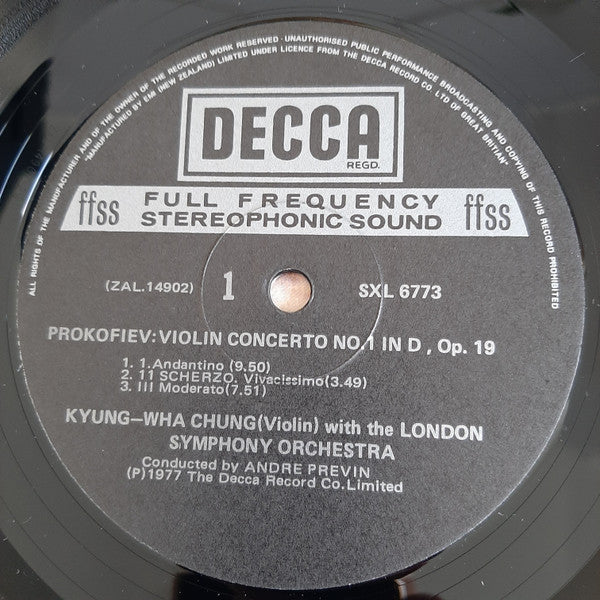 ALL RIGHTS OF THE MANUFACTURER AND OF THE OWNER OF THE RECORDED WORK RESERVED · UNAUTHORISED PUBLIC PERFORMANCE BROADCASTING AND COPYING OF THIS RECORD PROHIBITED
"MANUFACTURED BY EMI (NEW ZEALAND) LIMITED UNDER LICENCE FROM THE DECCA RECORD CO. LTD OF GREAT BRITIAN"
DECCA
REGD.
ffss FULL FREQUENCY ffss
STEREOPHONIC SOUND
(ZAL.14902) 1 SXL 6773
PROKOFIEV: VIOLIN CONCERTO NO.1 IN D , Op. 19
1. 1.Andantino (9.50)
2. 11 SCHERZO. Vivacissimo(3.49)
3. III Moderato(7.51)
KYUNG–WHA CHUNG(Violin) with the LONDON
SYMPHONY ORCHESTRA
Conducted by ANDRE PREVIN
(P)1977 The Decca Record Co.Limited